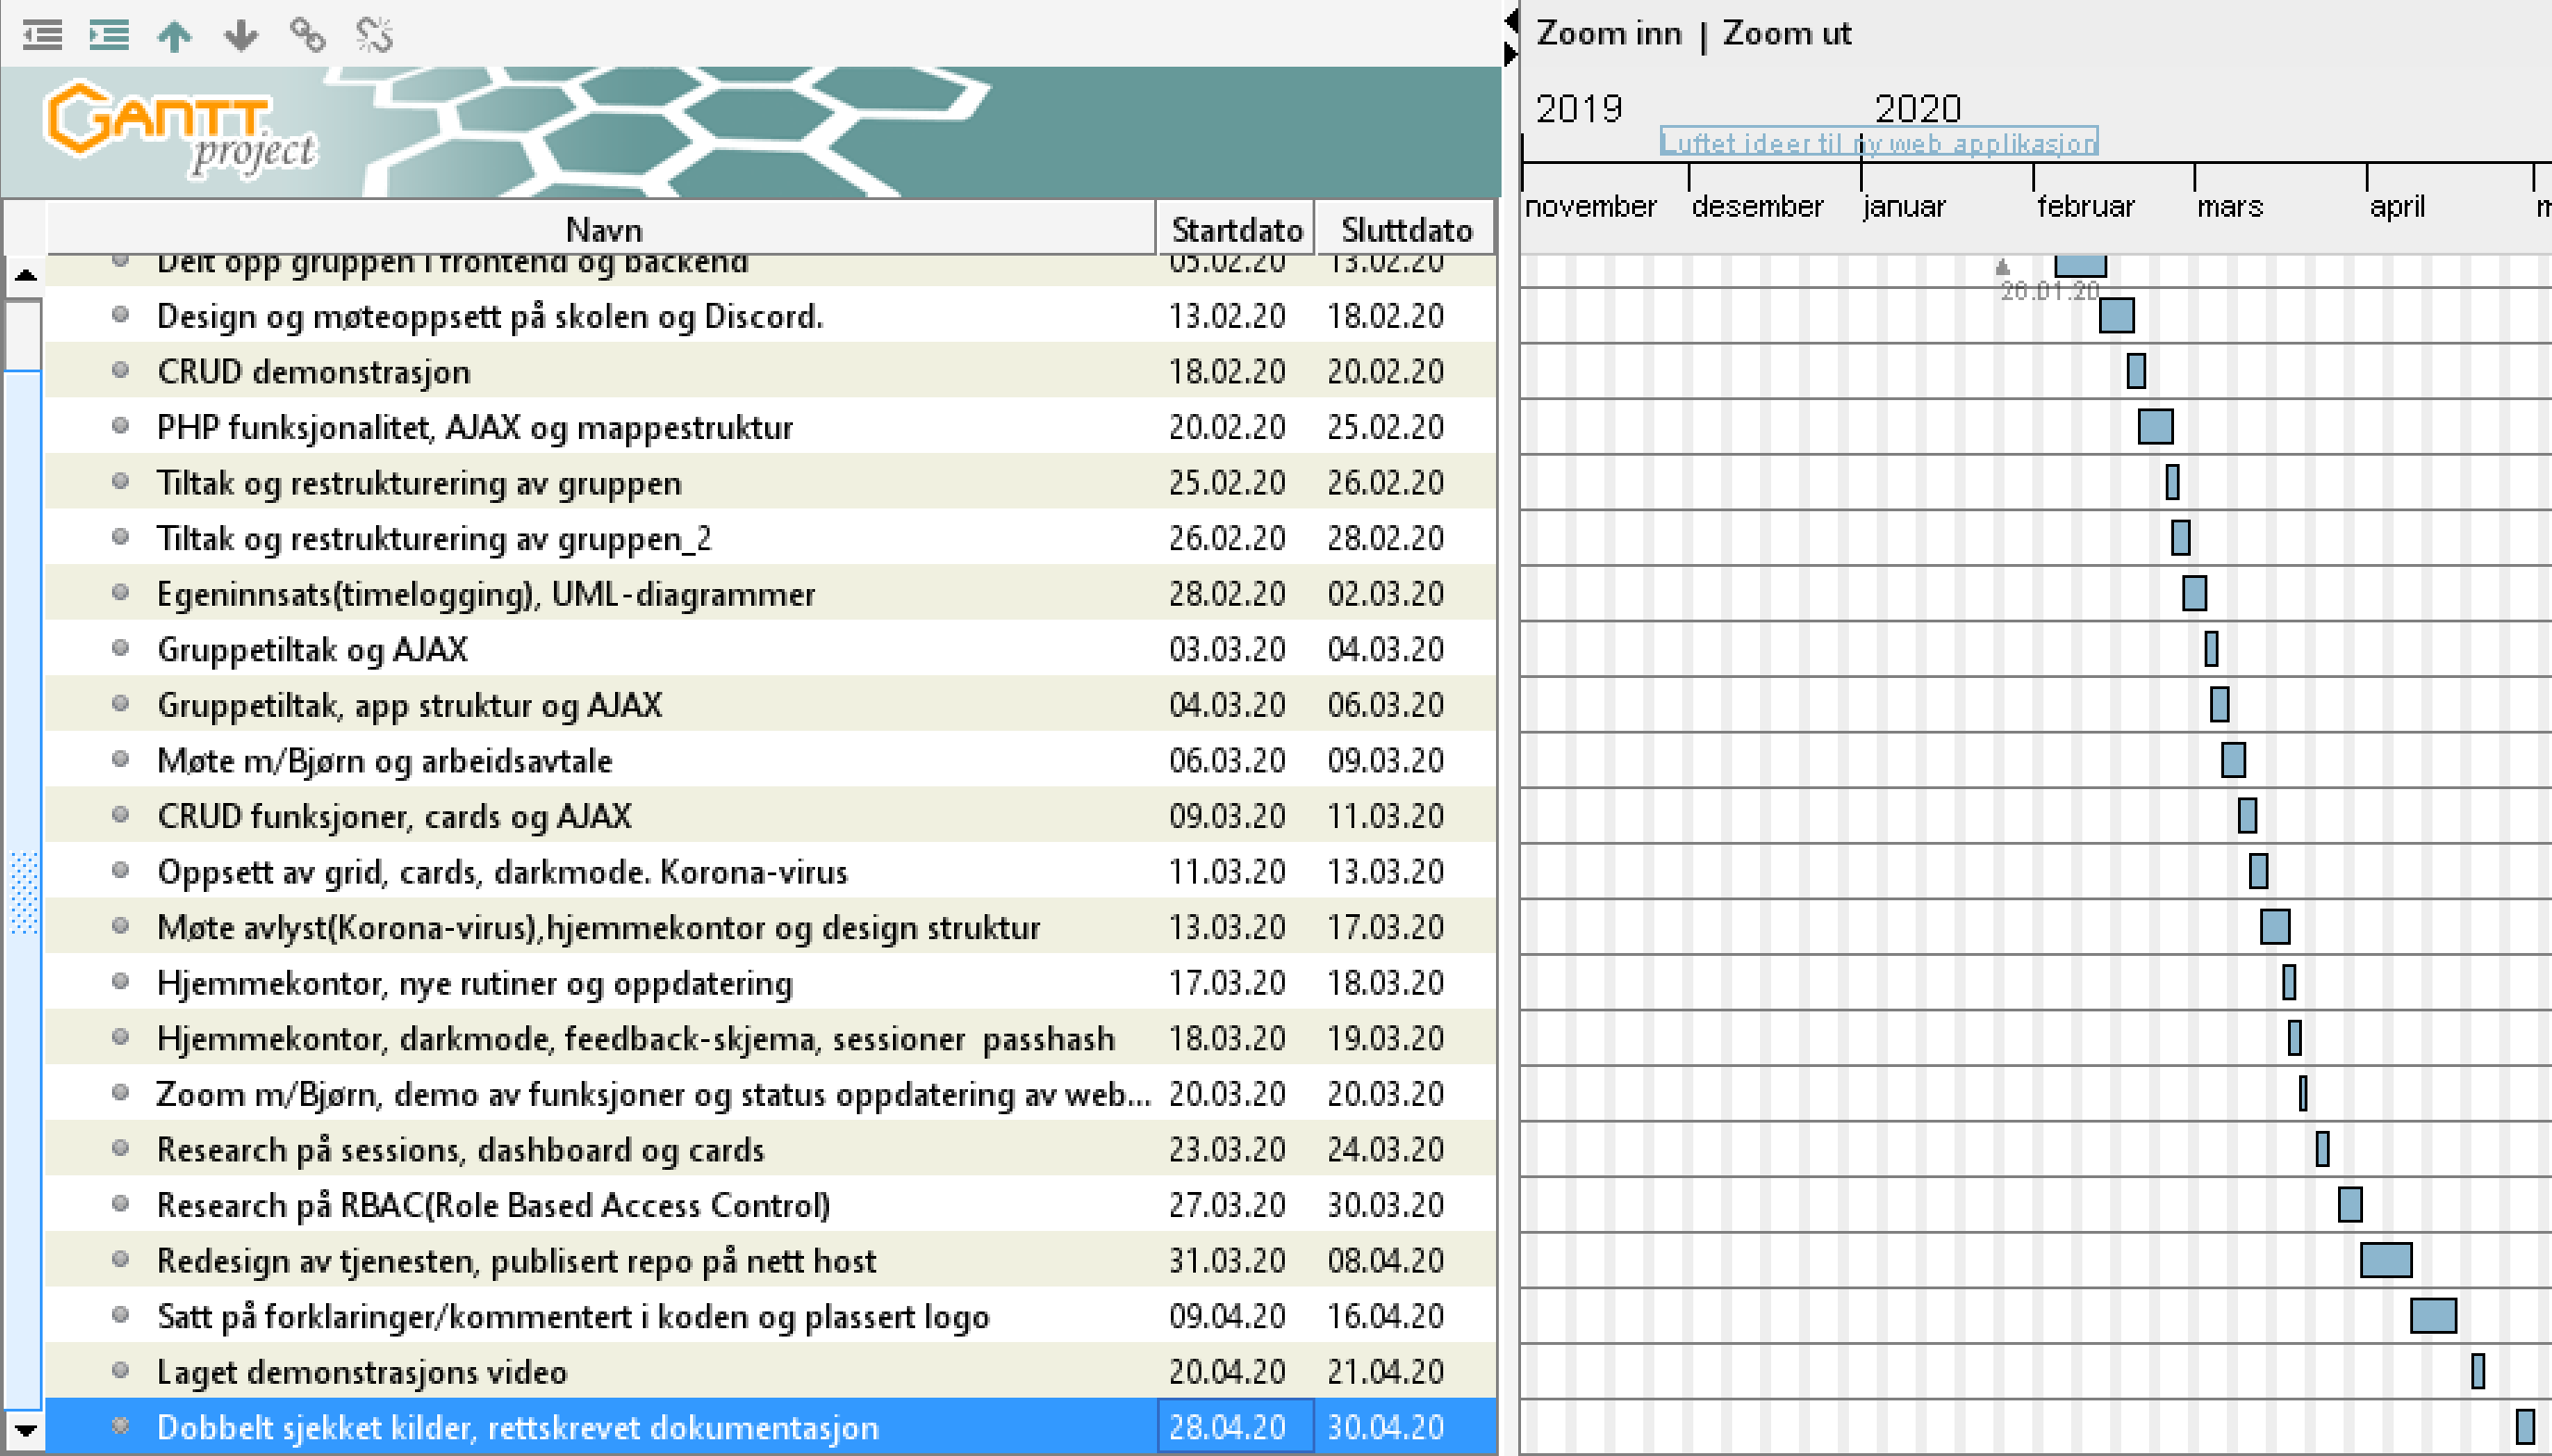 Zoom inn | Zoom ut
GANTT project
2019 2020
Luftet ideer til ny web applikasjon
november desember januar februar mars april m
Navn Startdato Sluttdato
Delt opp gruppen i frontend og backend 05.02.20 13.02.20
26.01.20
Design og møteoppsett på skolen og Discord. 13.02.20 18.02.20
CRUD demonstrasjon 18.02.20 20.02.20
PHP funksjonalitet, AJAX og mappestruktur 20.02.20 25.02.20
Tiltak og restrukturering av gruppen 25.02.20 26.02.20
Tiltak og restrukturering av gruppen_2 26.02.20 28.02.20
Egeninnsats(timelogging), UML-diagrammer 28.02.20 02.03.20
Gruppetiltak og AJAX 03.03.20 04.03.20
Gruppetiltak, app struktur og AJAX 04.03.20 06.03.20
Møte m/Bjørn og arbeidsavtale 06.03.20 09.03.20
CRUD funksjoner, cards og AJAX 09.03.20 11.03.20
Oppsett av grid, cards, darkmode. Korona-virus 11.03.20 13.03.20
Møte avlyst(Korona-virus),hjemmekontor og design struktur 13.03.20 17.03.20
Hjemmekontor, nye rutiner og oppdatering 17.03.20 18.03.20
Hjemmekontor, darkmode, feedback-skjema, sessioner  passhash 18.03.20 19.03.20
Zoom m/Bjørn, demo av funksjoner og status oppdatering av web... 20.03.20 20.03.20
Research på sessions, dashboard og cards 23.03.20 24.03.20
Research på RBAC(Role Based Access Control) 27.03.20 30.03.20
Redesign av tjenesten, publisert repo på nett host 31.03.20 08.04.20
Satt på forklaringer/kommentert i koden og plassert logo 09.04.20 16.04.20
Laget demonstrasjons video 20.04.20 21.04.20
Dobbelt sjekket kilder, rettskrevet dokumentasjon 28.04.20 30.04.20